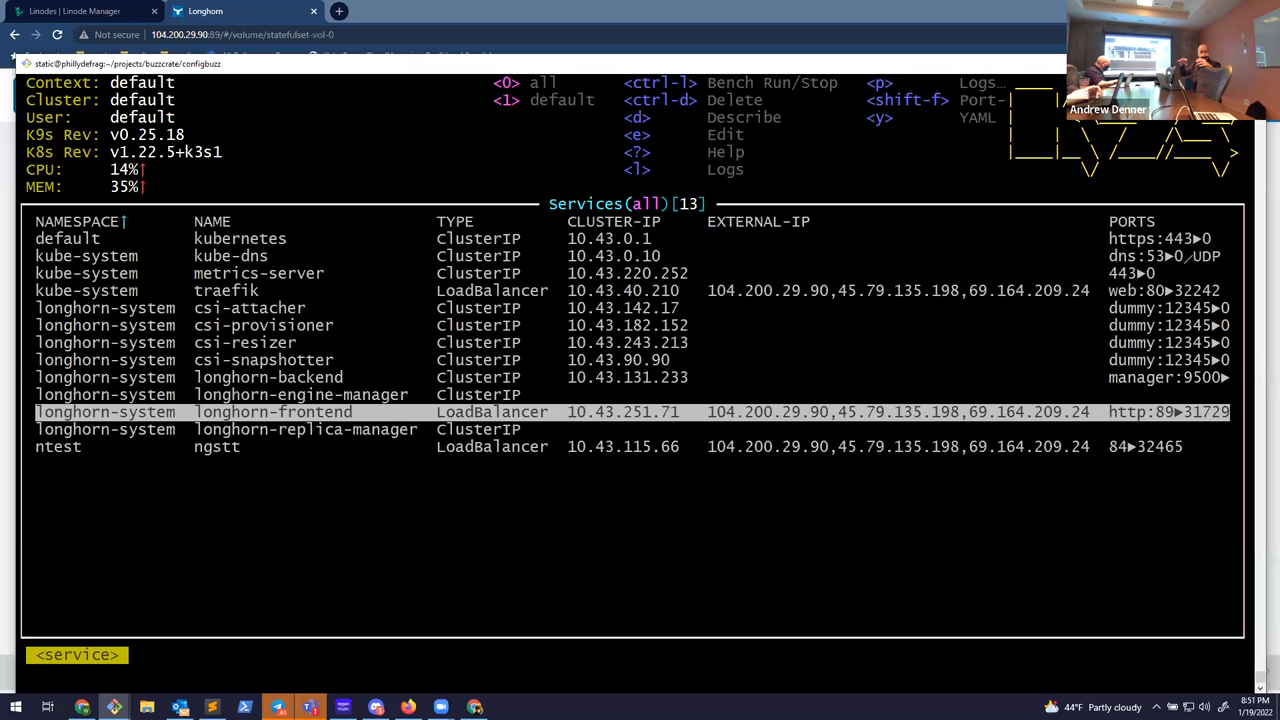 Linodes | Linode Manager
Longhorn
Not secure 104.200.29.90:89/#/volume/statefulset-vol-0
static@phillydefrag:~/projects/buzzcrate/configbuzz
Context: default <0> all <ctrl-l> Bench Run/Stop <p> Logs…
Cluster: default <1> default <ctrl-d> Delete <shift-f> Port-
User: default <d> Describe <y> YAML
K9s Rev: v0.25.18 <e> Edit
K8s Rev: v1.22.5+k3s1 <?> Help
CPU: 14%↑ <l> Logs
MEM: 35%↑
Andrew Denner
Services(all)[13]
NAMESPACE↑ NAME TYPE CLUSTER-IP EXTERNAL-IP PORTS
default kubernetes ClusterIP 10.43.0.1 https:443►0
kube-system kube-dns ClusterIP 10.43.0.10 dns:53►0/UDP
kube-system metrics-server ClusterIP 10.43.220.252 443►0
kube-system traefik LoadBalancer 10.43.40.210 104.200.29.90,45.79.135.198,69.164.209.24 web:80►32242
longhorn-system csi-attacher ClusterIP 10.43.142.17 dummy:12345►0
longhorn-system csi-provisioner ClusterIP 10.43.182.152 dummy:12345►0
longhorn-system csi-resizer ClusterIP 10.43.243.213 dummy:12345►0
longhorn-system csi-snapshotter ClusterIP 10.43.90.90 dummy:12345►0
longhorn-system longhorn-backend ClusterIP 10.43.131.233 manager:9500►
longhorn-system longhorn-engine-manager ClusterIP
longhorn-system longhorn-frontend LoadBalancer 10.43.251.71 104.200.29.90,45.79.135.198,69.164.209.24 http:89►31729
longhorn-system longhorn-replica-manager ClusterIP
ntest ngstt LoadBalancer 10.43.115.66 104.200.29.90,45.79.135.198,69.164.209.24 84►32465
<service>
44°F Partly cloudy
8:51 PM
1/19/2022